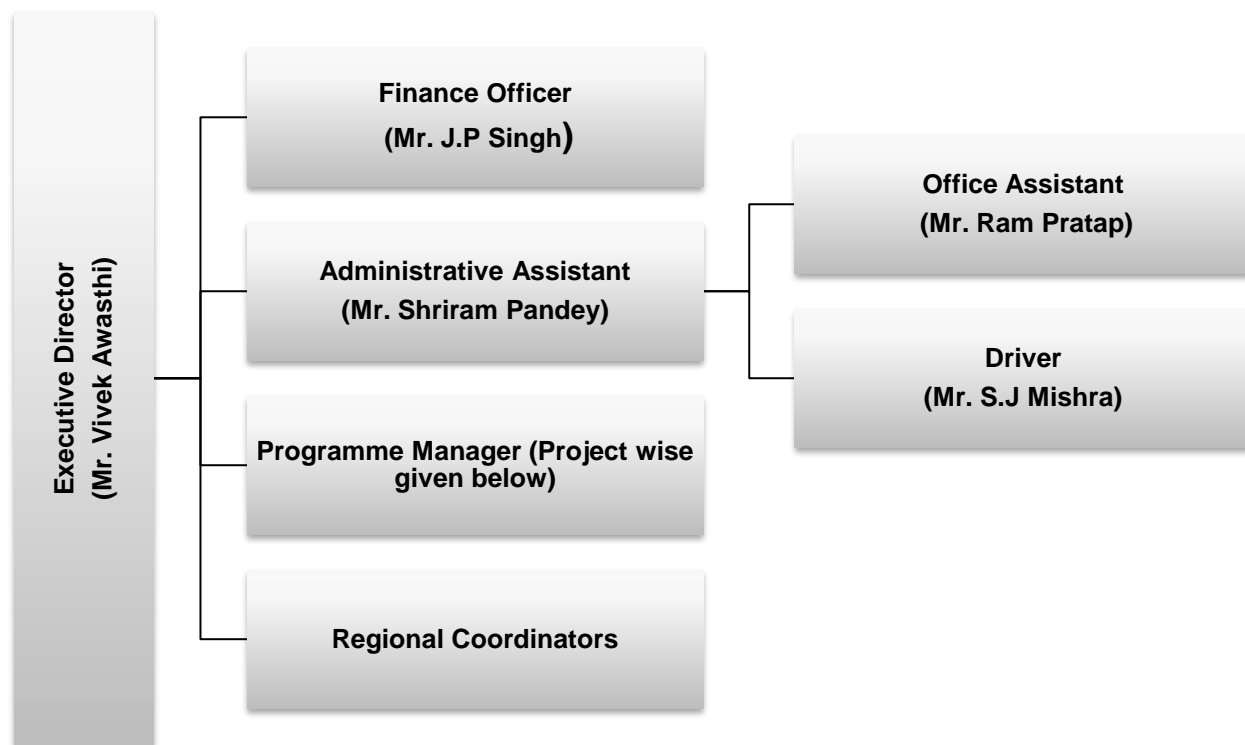 Executive Director
(Mr. Vivek Awasthi)
Finance Officer
(Mr. J.P Singh)
Administrative Assistant
(Mr. Shriram Pandey)
Programme Manager (Project wise
given below)
Regional Coordinators
Office Assistant
(Mr. Ram Pratap)
Driver
(Mr. S.J Mishra)